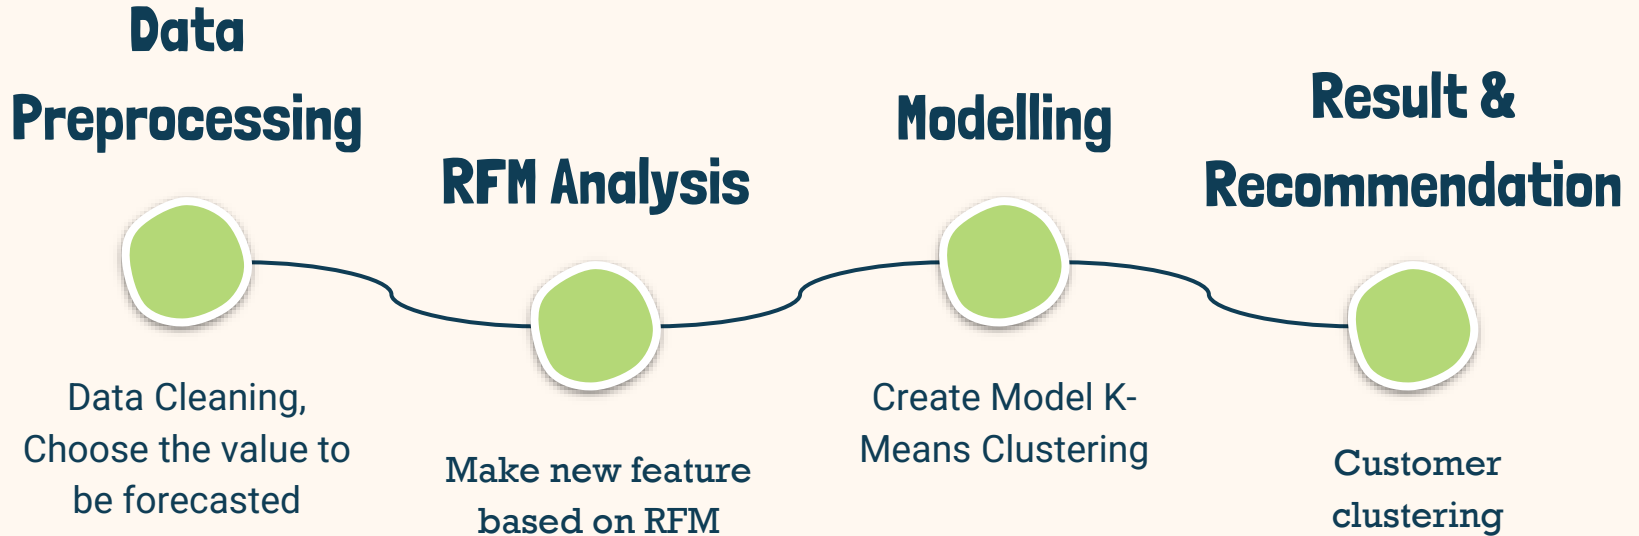 Data
Preprocessing
Data Cleaning,
Choose the value to
be forecasted
RFM Analysis
Make new feature
based on RFM
Modelling
Create Model K-
Means Clustering
Result &
Recommendation
Customer
clustering